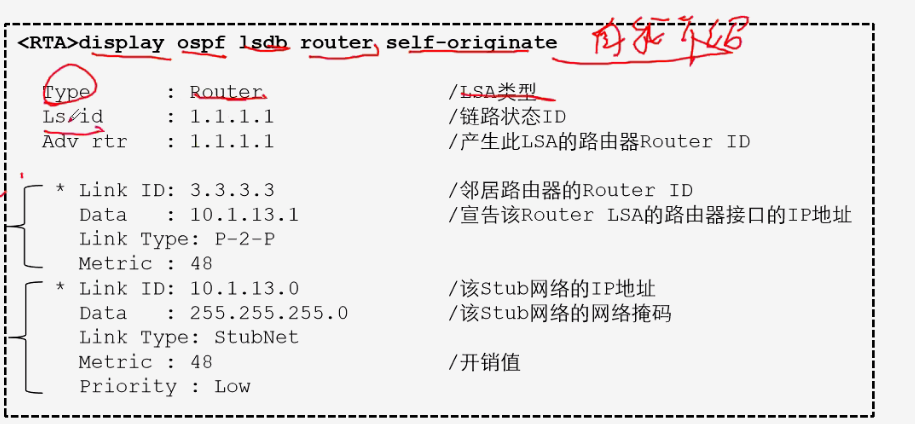 <RTA>display ospf lsdb router self-originate 自我介绍
Type : Router /LSA类型
Ls id : 1.1.1.1 /链路状态ID
Adv rtr : 1.1.1.1 /产生此LSA的路由器Router ID
* Link ID: 3.3.3.3 /邻居路由器的Router ID
Data : 10.1.13.1 /宣告该Router LSA的路由器接口的IP地址
Link Type: P-2-P
Metric : 48
* Link ID: 10.1.13.0 /该Stub网络的IP地址
Data : 255.255.255.0 /该Stub网络的网络掩码
Link Type: StubNet
Metric : 48 /开销值
Priority : Low